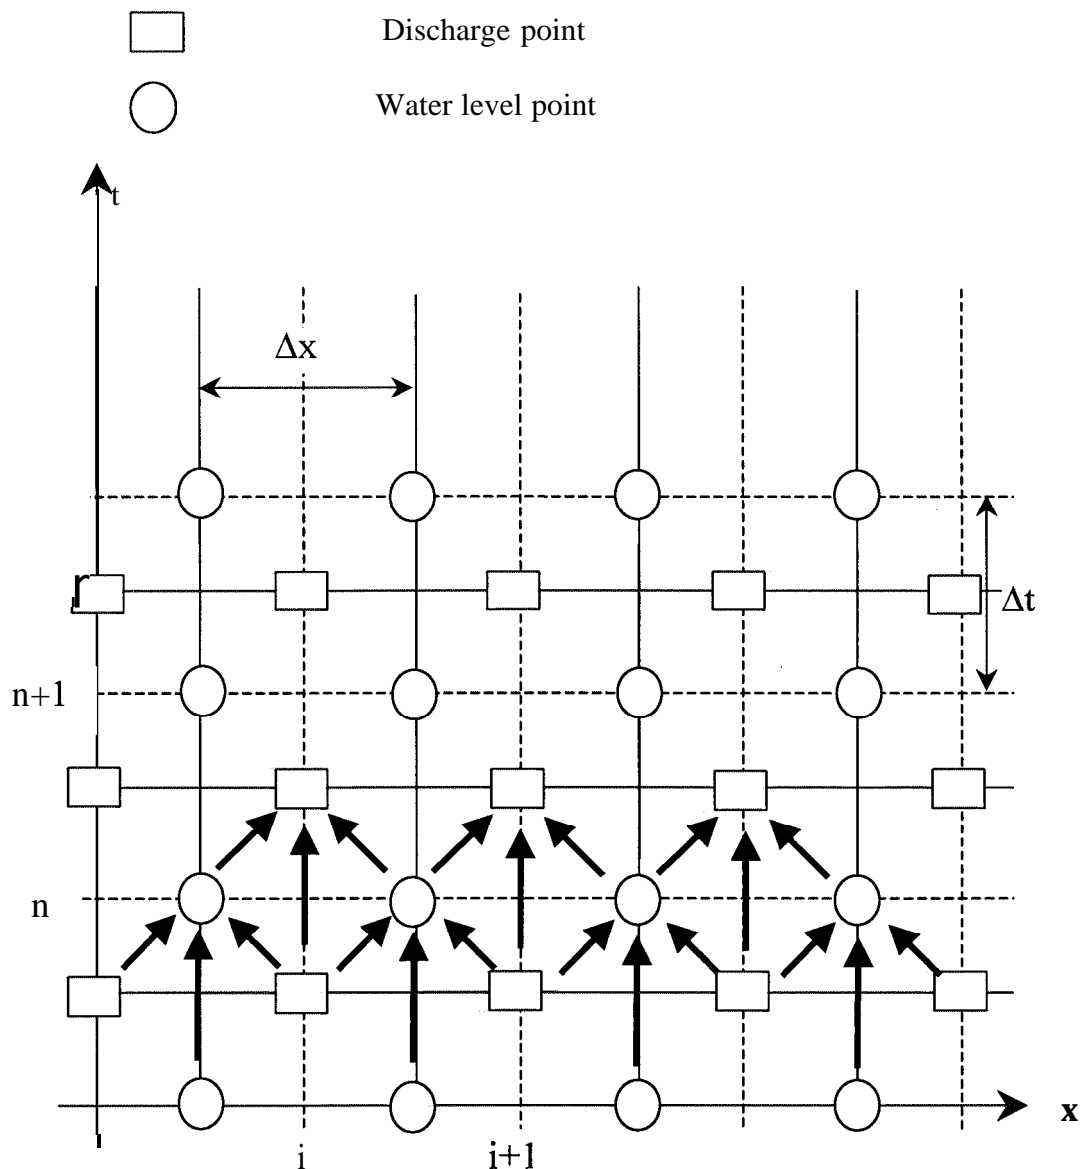 Discharge point
Water level point
t
Δx
Δt
n+1
n
x
i
i+1